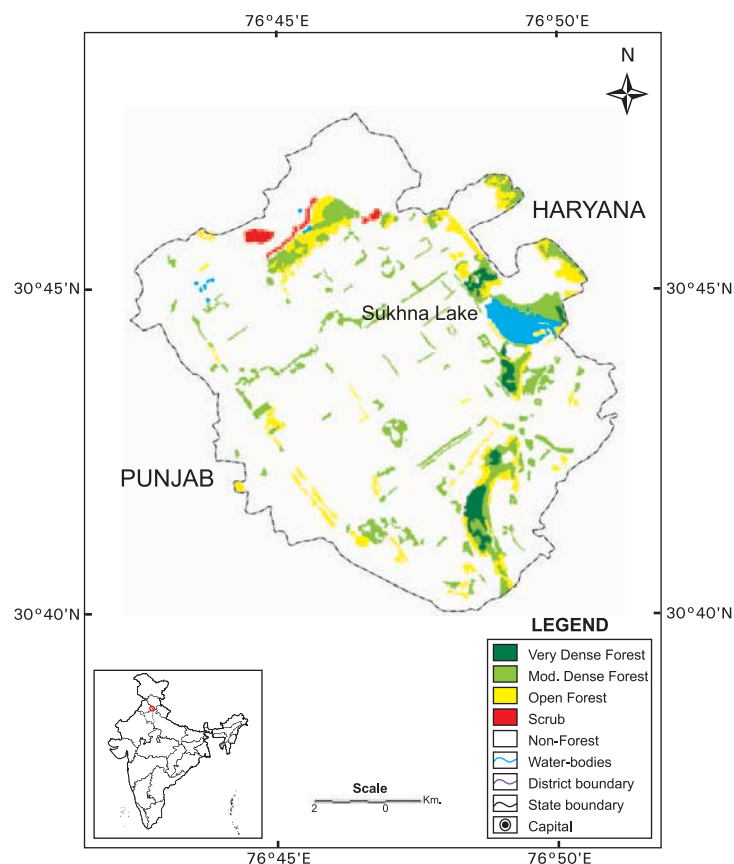 76°45'E
76°50'E
N
HARYANA
30°45'N
30°45'N
Sukhna Lake
PUNJAB
30°40'N
30°40'N
LEGEND
Very Dense Forest
Mod. Dense Forest
Open Forest
Scrub
Non-Forest
Water-bodies
District boundary
State boundary
Capital
Scale
2 0 Km.
76°45'E
76°50'E